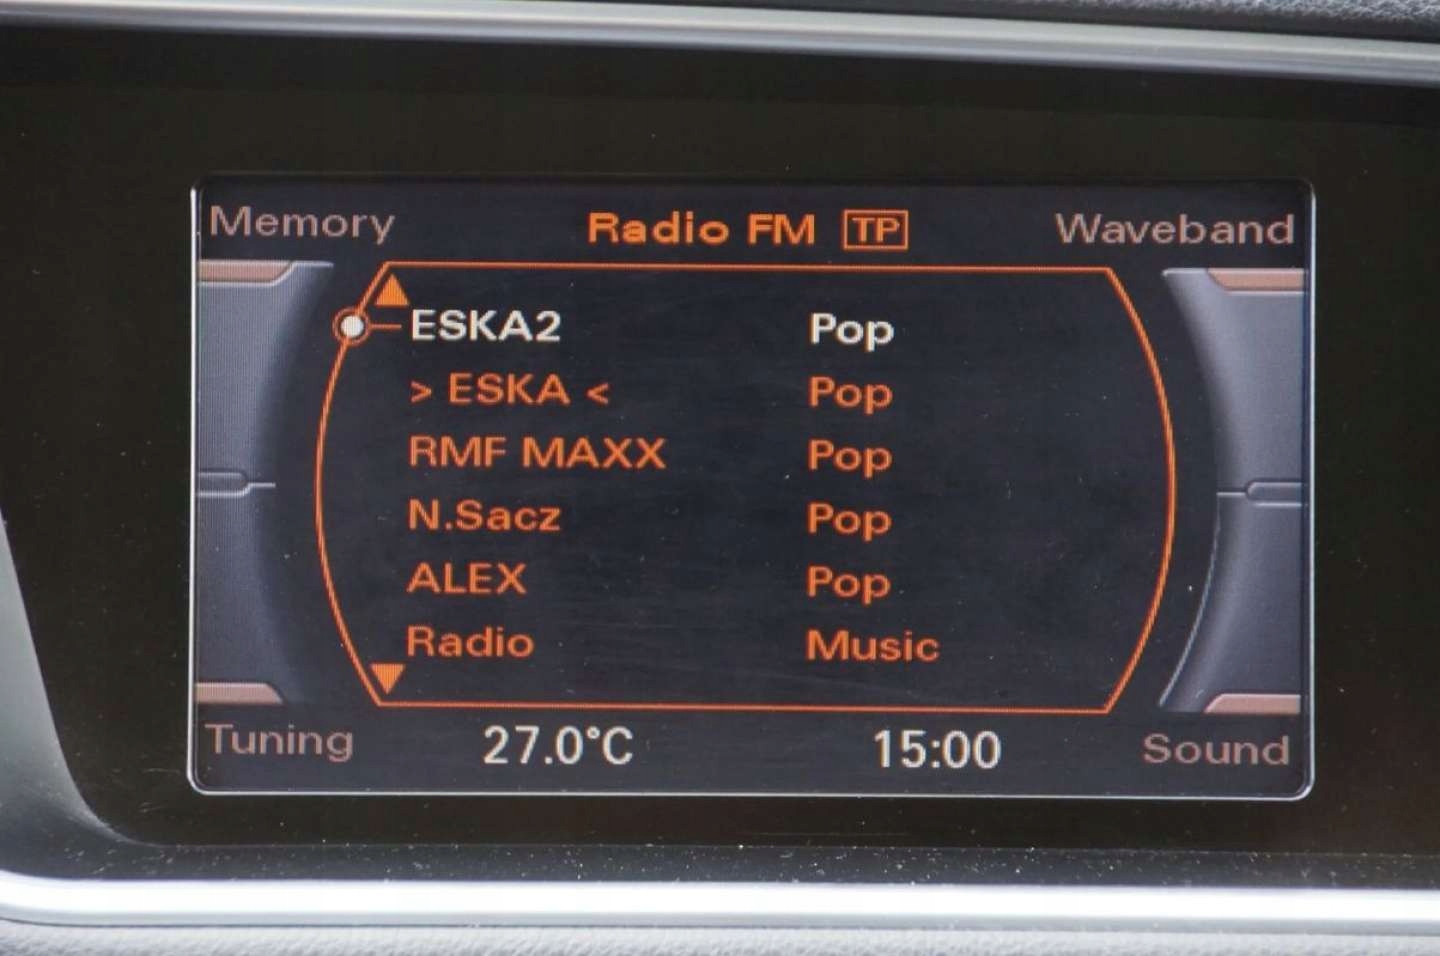 Memory Radio FM TP Waveband
ESKA2 Pop
> ESKA < Pop
RMF MAXX Pop
N.Sacz Pop
ALEX Pop
Radio Music
Tuning 27.0°C 15:00 Sound